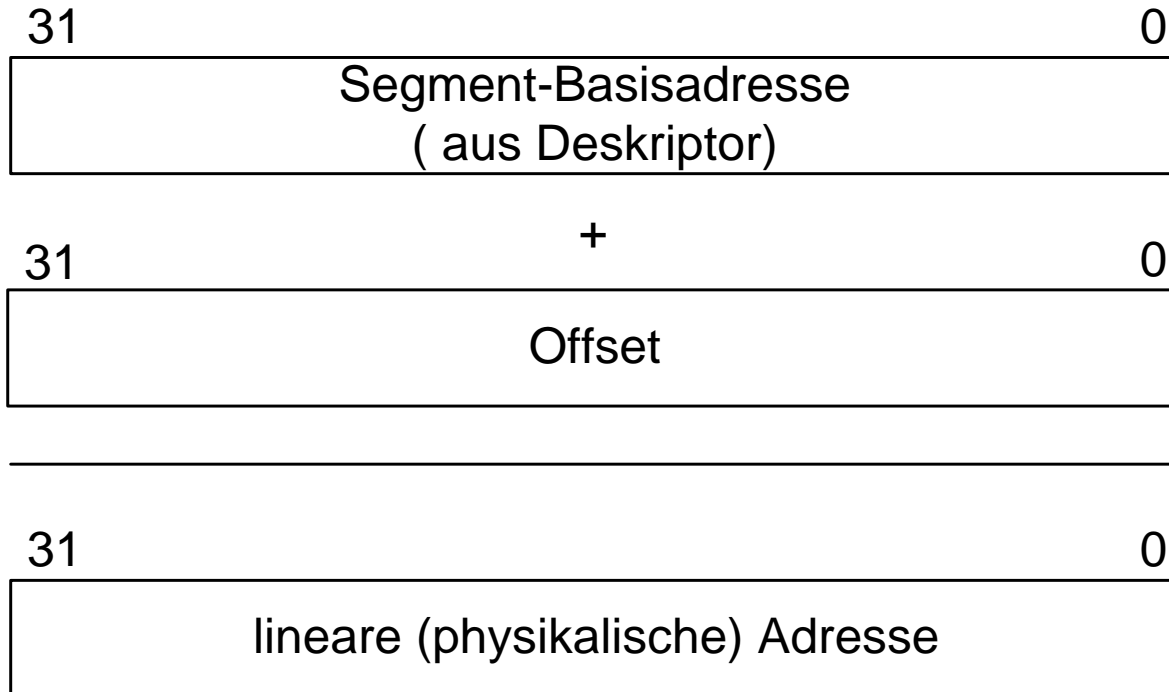 31 0
Segment-Basisadresse
( aus Deskriptor)
+
31 0
Offset
31 0
lineare (physikalische) Adresse